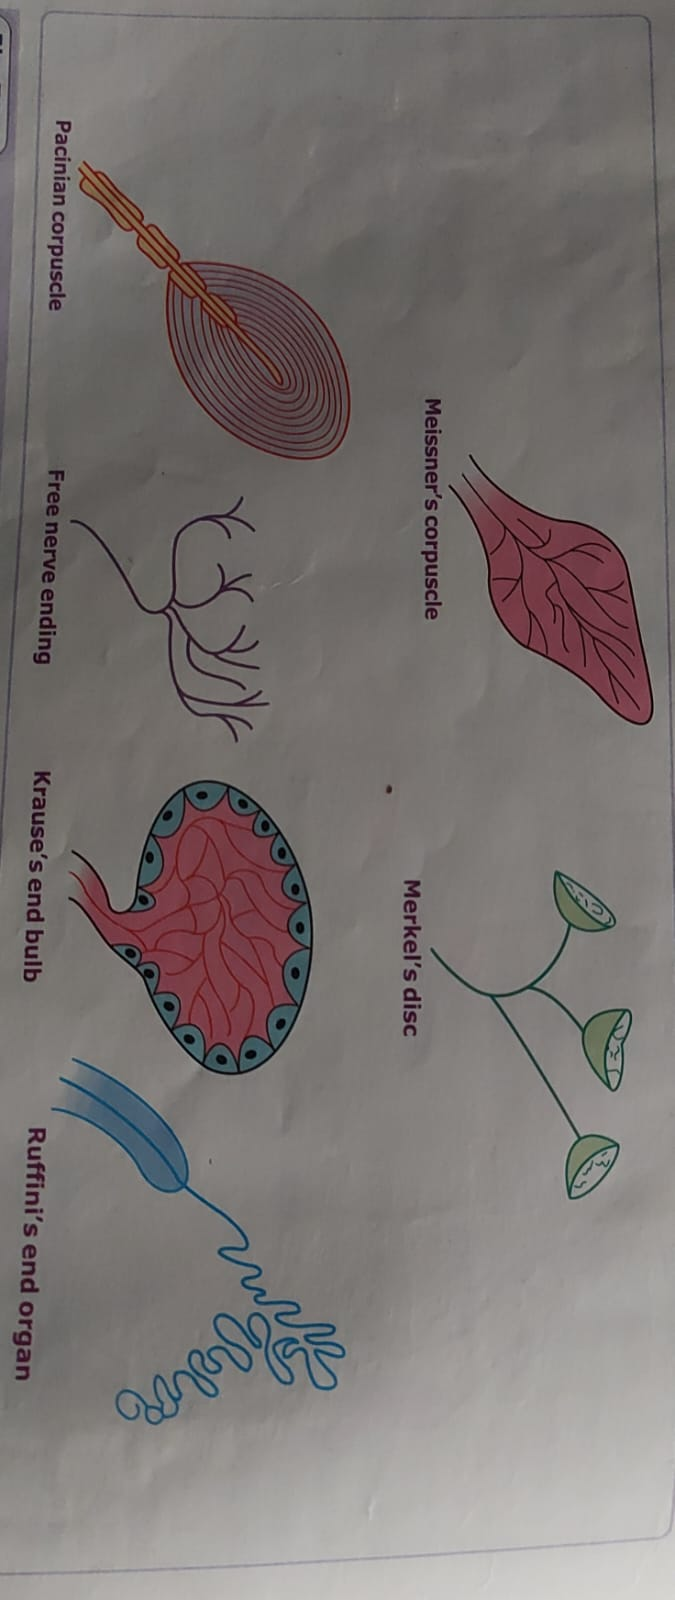 Meissner's corpuscle
Merkel's disc
Pacinian corpuscle
Free nerve ending
Krause's end bulb
Ruffini's end organ